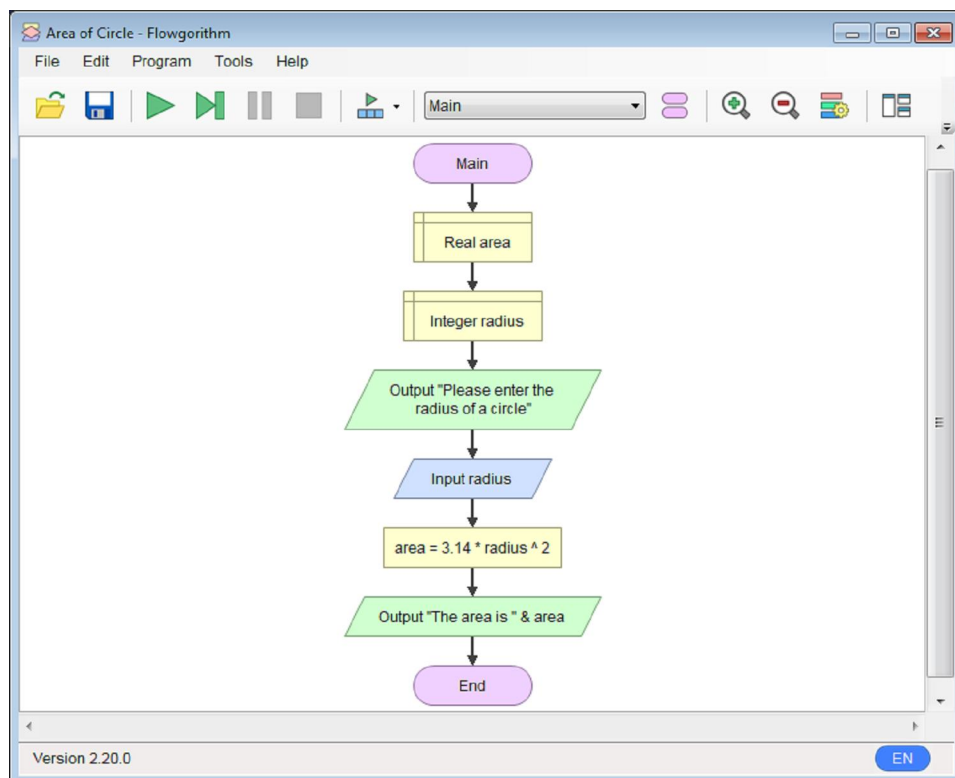 Area of Circle - Flowgorithm
File Edit Program Tools Help
Main
Main
Real area
Integer radius
Output "Please enter the
radius of a circle"
Input radius
area = 3.14 * radius ^ 2
Output "The area is " & area
End
Version 2.20.0 EN